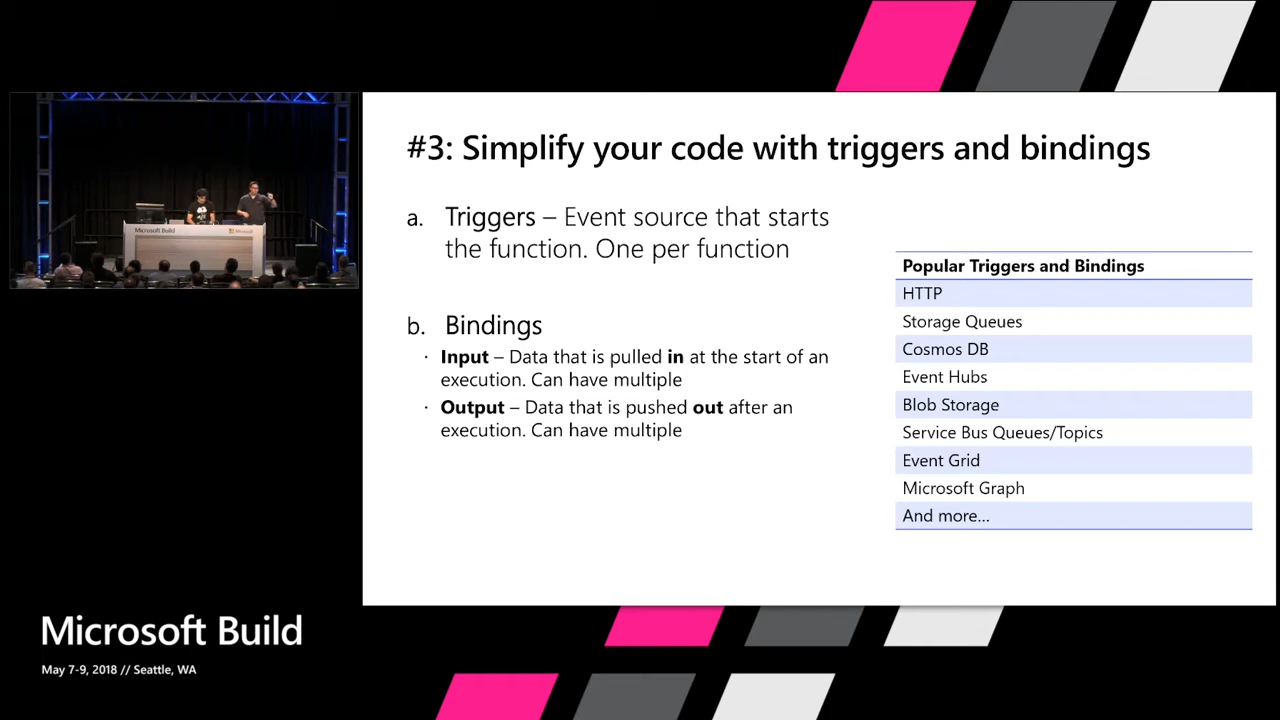 #3: Simplify your code with triggers and bindings
a. Triggers – Event source that starts
the function. One per function
b. Bindings
· Input – Data that is pulled in at the start of an
execution. Can have multiple
· Output – Data that is pushed out after an
execution. Can have multiple
Popular Triggers and Bindings
HTTP
Storage Queues
Cosmos DB
Event Hubs
Blob Storage
Service Bus Queues/Topics
Event Grid
Microsoft Graph
And more...
Microsoft Build
Microsoft
Microsoft Build
May 7-9, 2018 // Seattle, WA